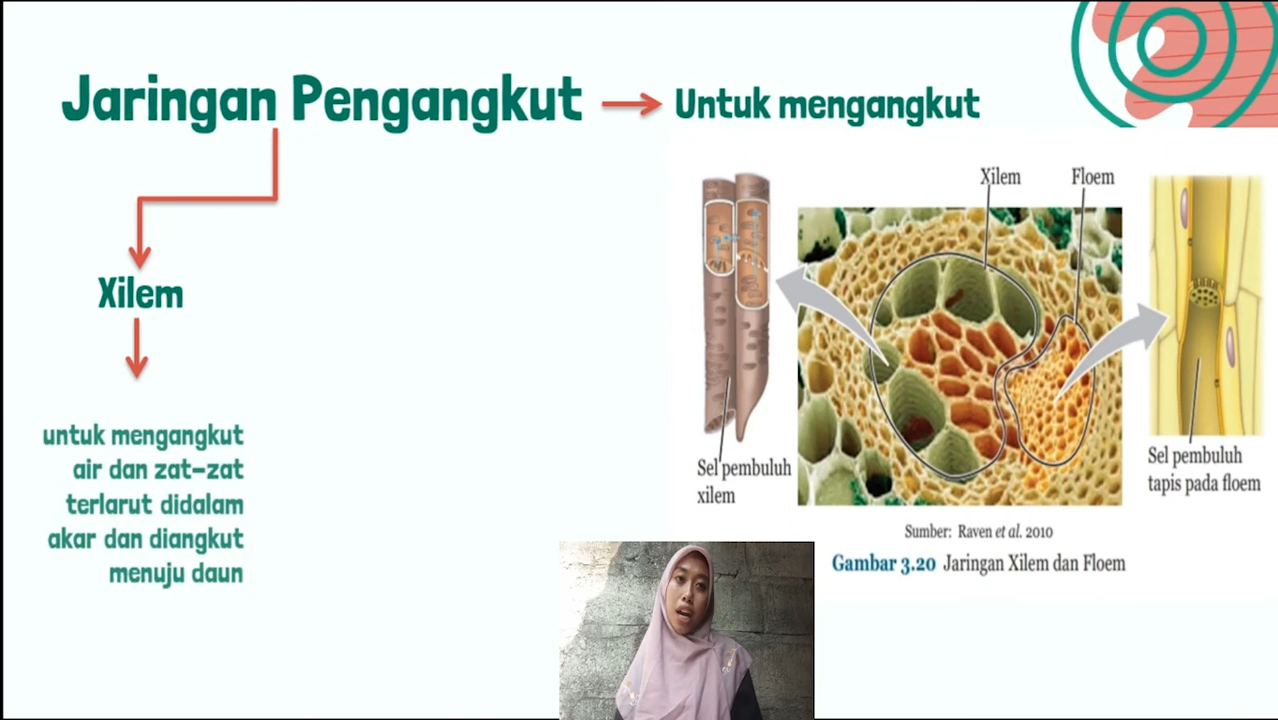 Jaringan Pengangkut
Untuk mengangkut
Xilem
untuk mengangkut
air dan zat-zat
terlarut didalam
akar dan diangkut
menuju daun
Xilem
Floem
Sel pembuluh
xilem
Sel pembuluh
tapis pada floem
Sumber: Raven et al. 2010
Gambar 3.20 Jaringan Xilem dan Floem